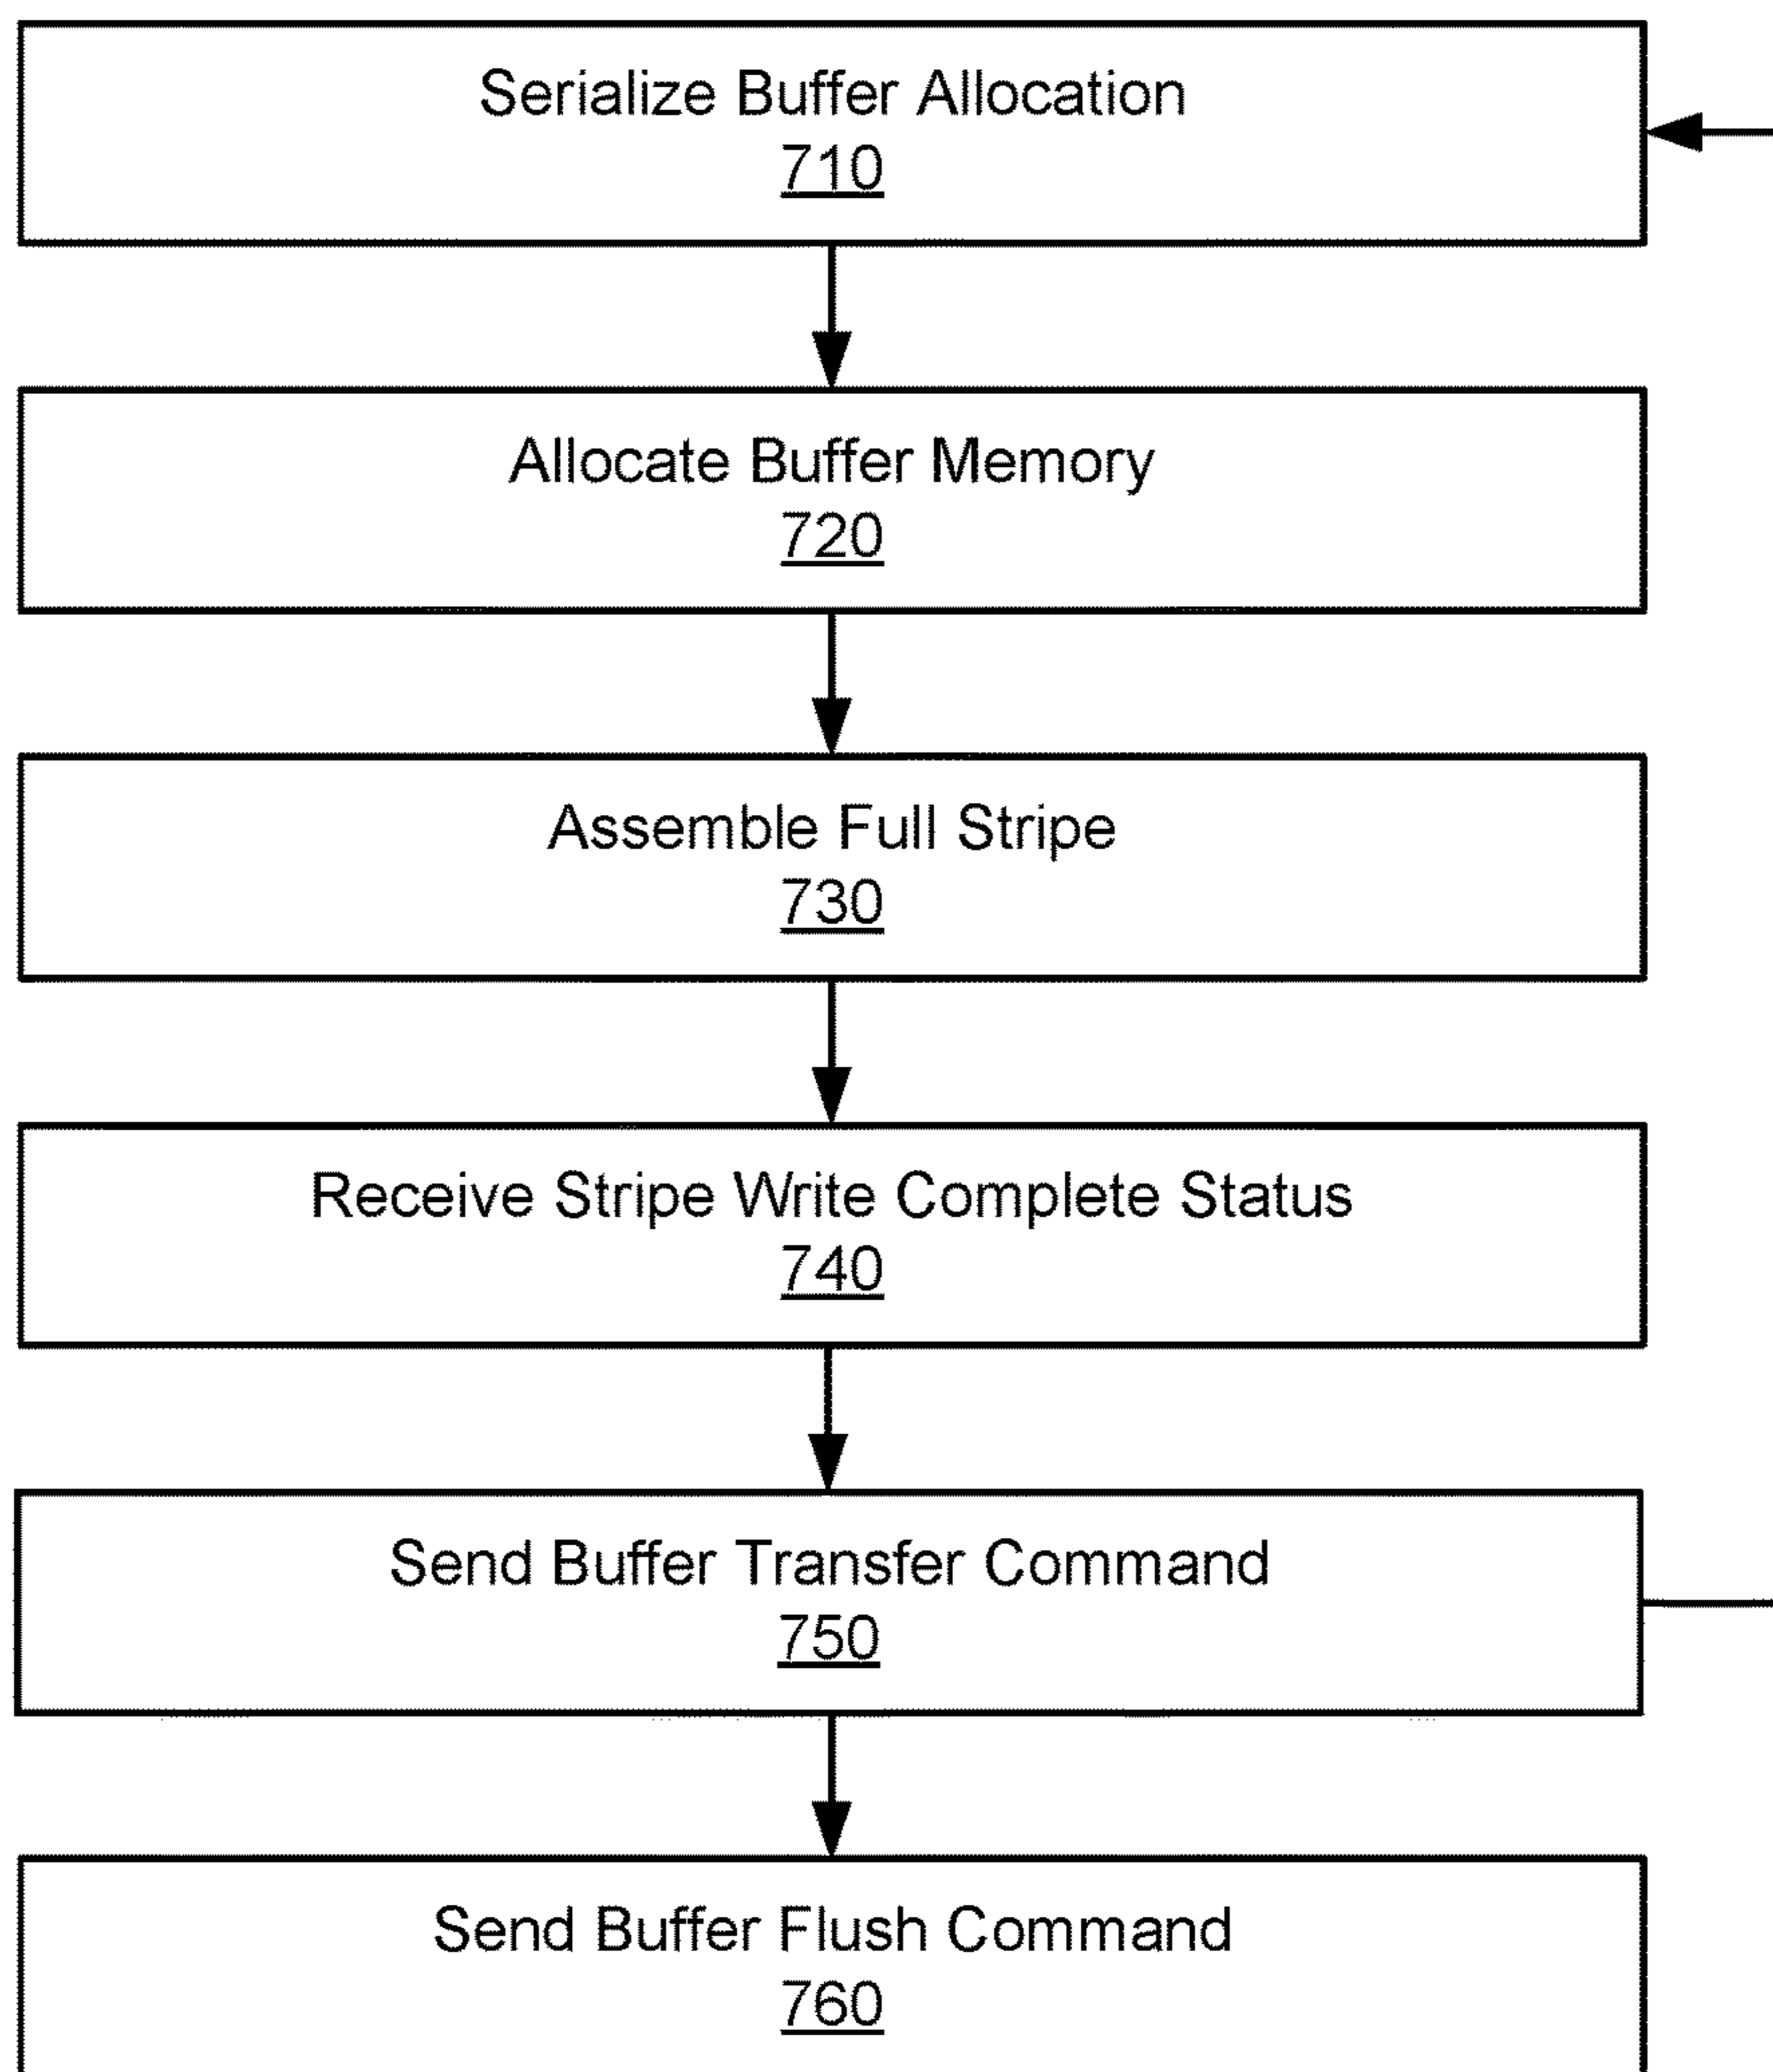 Serialize Buffer Allocation
710
Allocate Buffer Memory
720
Assemble Full Stripe
730
Receive Stripe Write Complete Status
740
Send Buffer Transfer Command
750
Send Buffer Flush Command
760